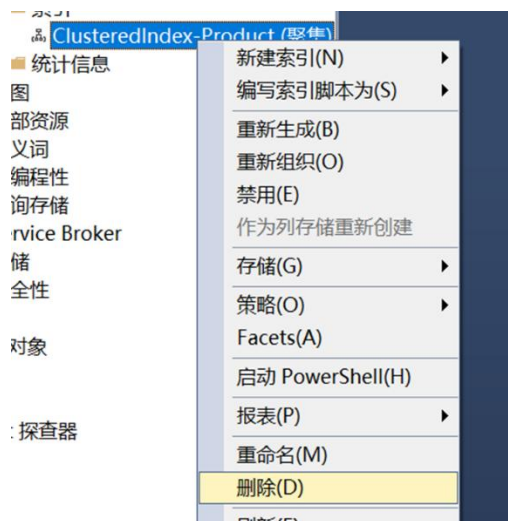 ClusteredIndex-Product (聚集)
统计信息
图
部资源
义词
编程性
询存储
rvice Broker
储
全性
对象
探查器
新建索引(N)
编写索引脚本为(S)
重新生成(B)
重新组织(O)
禁用(E)
作为列存储重新创建
存储(G)
策略(O)
Facets(A)
启动 PowerShell(H)
报表(P)
重命名(M)
删除(D)